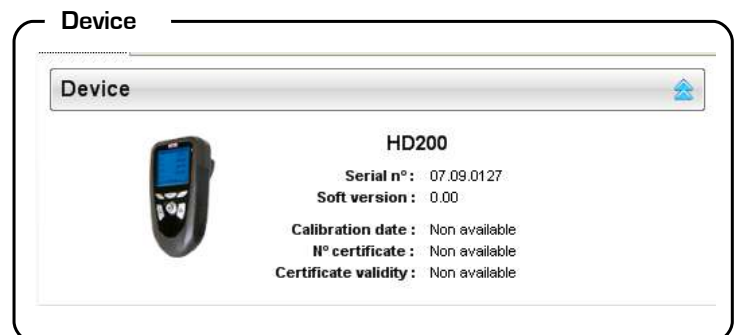 Device
Device
HD200
Serial n° : 07.09.0127
Soft version : 0.00
Calibration date : Non available
N° certificate : Non available
Certificate validity : Non available